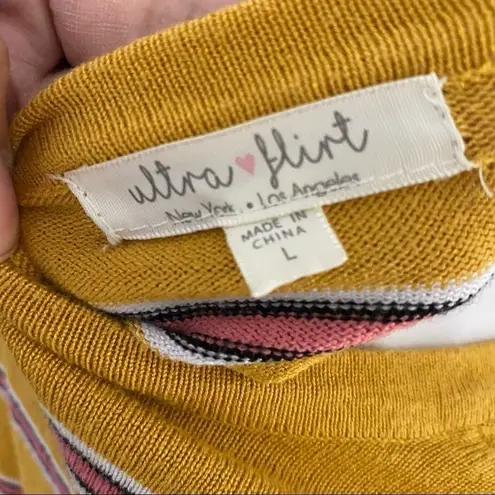 ultra flirt
New York • Los Angeles
MADE IN
CHINA
L